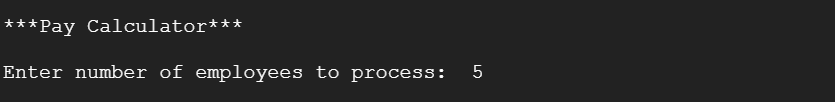 ***Pay Calculator***
Enter number of employees to process:  5